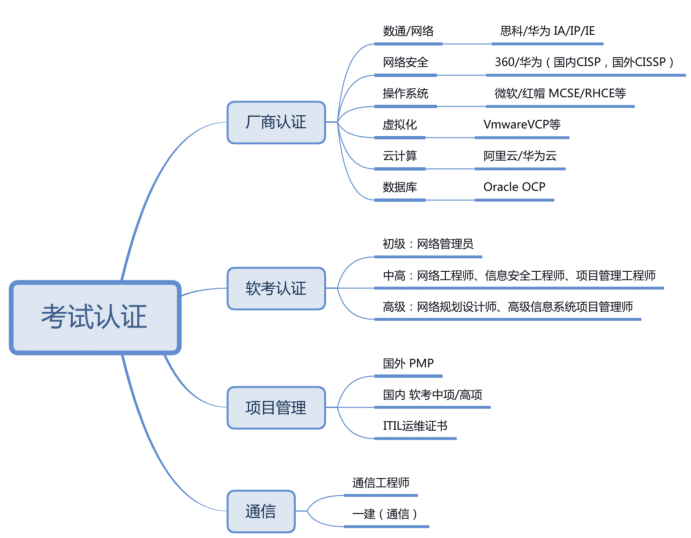 考试认证
厂商认证
数通/网络 思科/华为 IA/IP/IE
网络安全 360/华为（国内CISP，国外CISSP）
操作系统 微软/红帽 MCSE/RHCE等
虚拟化 VmwareVCP等
云计算 阿里云/华为云
数据库 Oracle OCP
软考认证
初级：网络管理员
中高：网络工程师、信息安全工程师、项目管理工程师
高级：网络规划设计师、高级信息系统项目管理师
项目管理
国外 PMP
国内 软考中项/高项
ITIL运维证书
通信
通信工程师
一建（通信）